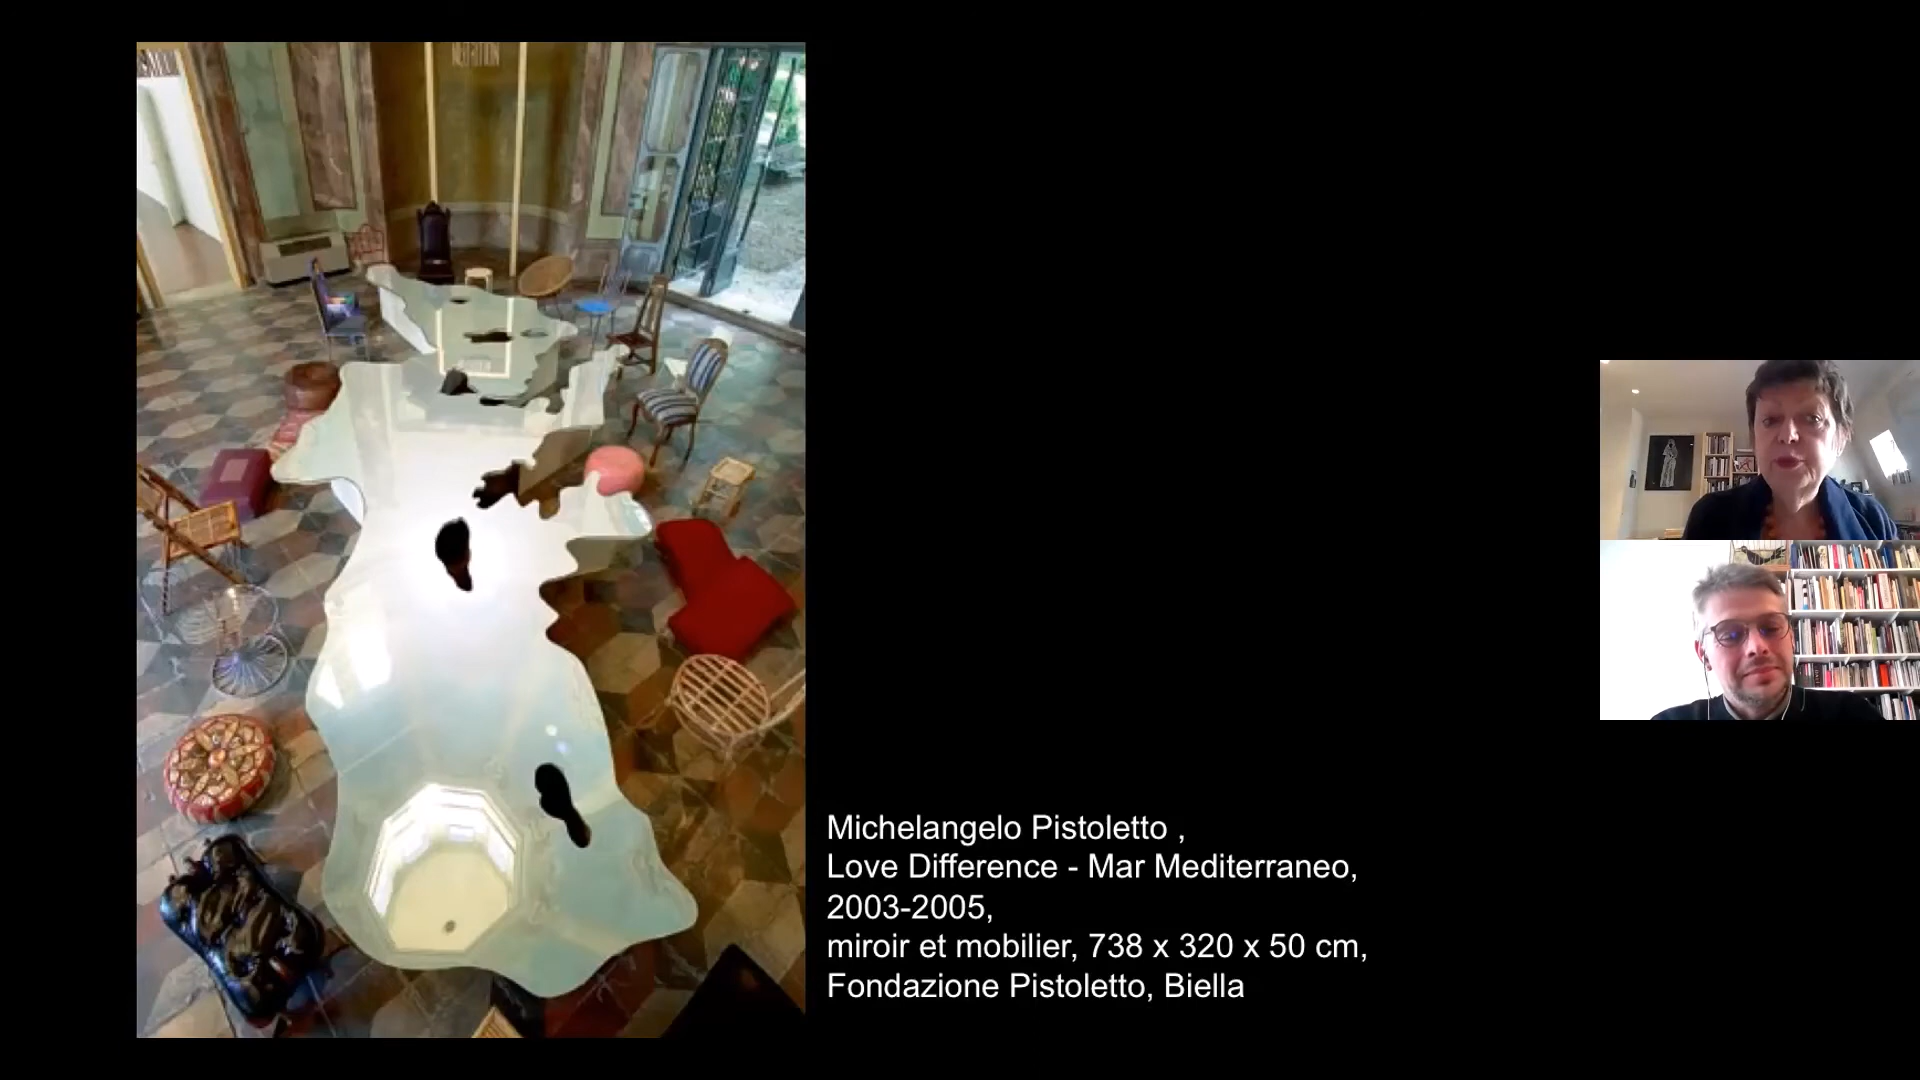 Michelangelo Pistoletto ,
Love Difference - Mar Mediterraneo,
2003-2005,
miroir et mobilier, 738 x 320 x 50 cm,
Fondazione Pistoletto, Biella